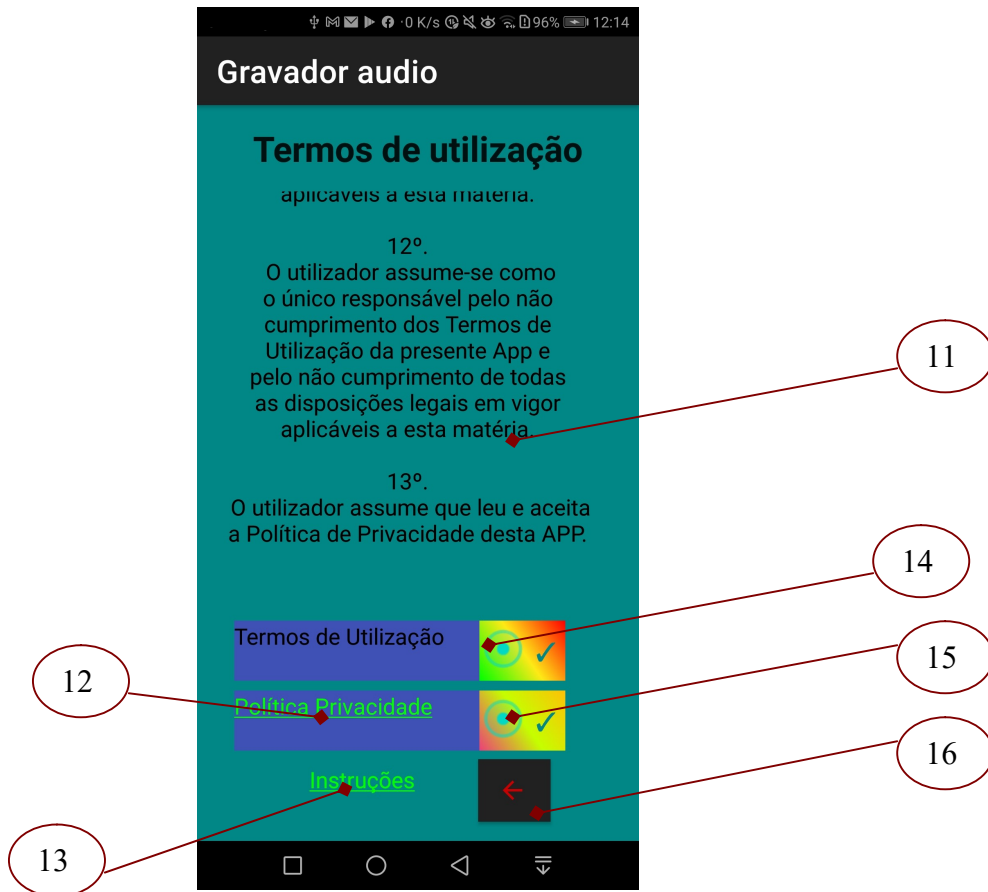 ·0 K/s 96% 12:14
Gravador audio
Termos de utilização
aplicáveis a esta matéria.
12º.
O utilizador assume-se como
o único responsável pelo não
cumprimento dos Termos de
Utilização da presente App e
pelo não cumprimento de todas
as disposições legais em vigor
aplicáveis a esta matéria.
11
13º.
O utilizador assume que leu e aceita
a Política de Privacidade desta APP.
14
Termos de Utilização
15
12
Política Privacidade
16
Instruções
13